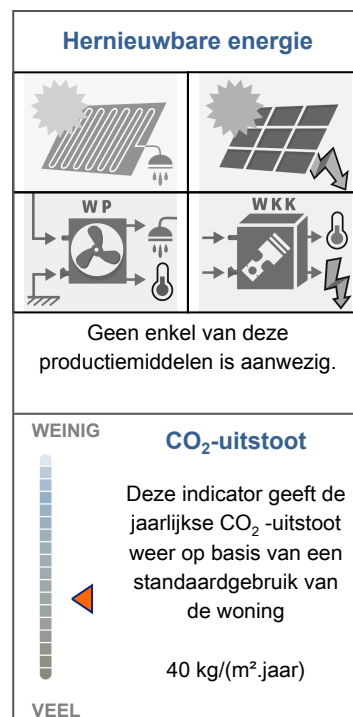 Hernieuwbare energie
WP
WKK
Geen enkel van deze
productiemiddelen is aanwezig.
WEINIG
CO₂-uitstoot
Deze indicator geeft de
jaarlijkse CO₂ -uitstoot
weer op basis van een
standaardgebruik van
de woning
40 kg/(m².jaar)
VEEL